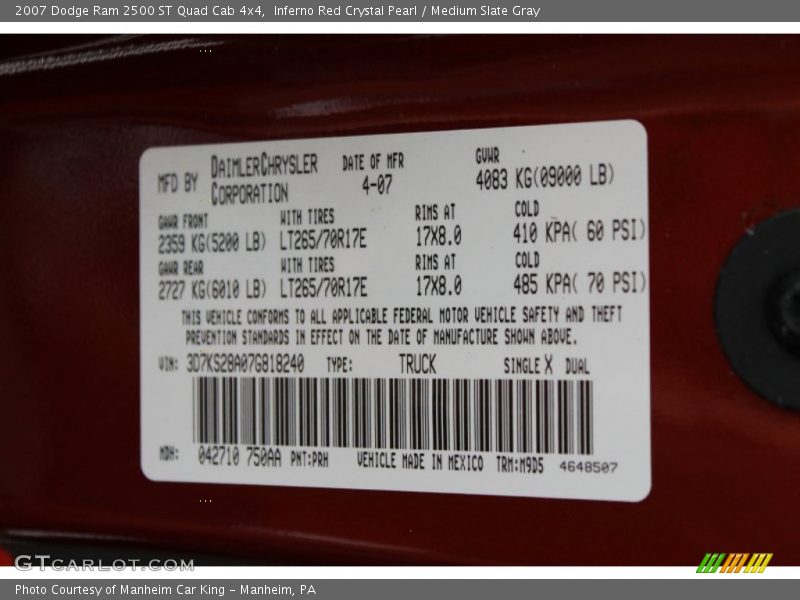 2007 Dodge Ram 2500 ST Quad Cab 4x4, Inferno Red Crystal Pearl / Medium Slate Gray
MFD BY DAIMLERCHRYSLER CORPORATION DATE OF MFR 4-07 GVWR 4083 KG(09000 LB)
GAWR FRONT WITH TIRES RIMS AT COLD
2359 KG(5200 LB) LT265/70R17E 17X8.0 410 KPA( 60 PSI)
GAWR REAR WITH TIRES RIMS AT COLD
2727 KG(6010 LB) LT265/70R17E 17X8.0 485 KPA( 70 PSI)
THIS VEHICLE CONFORMS TO ALL APPLICABLE FEDERAL MOTOR VEHICLE SAFETY AND THEFT
PREVENTION STANDARDS IN EFFECT ON THE DATE OF MANUFACTURE SHOWN ABOVE.
VIN: 3D7KS28A07G818240 TYPE: TRUCK SINGLE X DUAL
MDH: 042710 750AA PNT:PRH VEHICLE MADE IN MEXICO TRM:M9D5 4648507
GTCARLOT.COM
Photo Courtesy of Manheim Car King - Manheim, PA